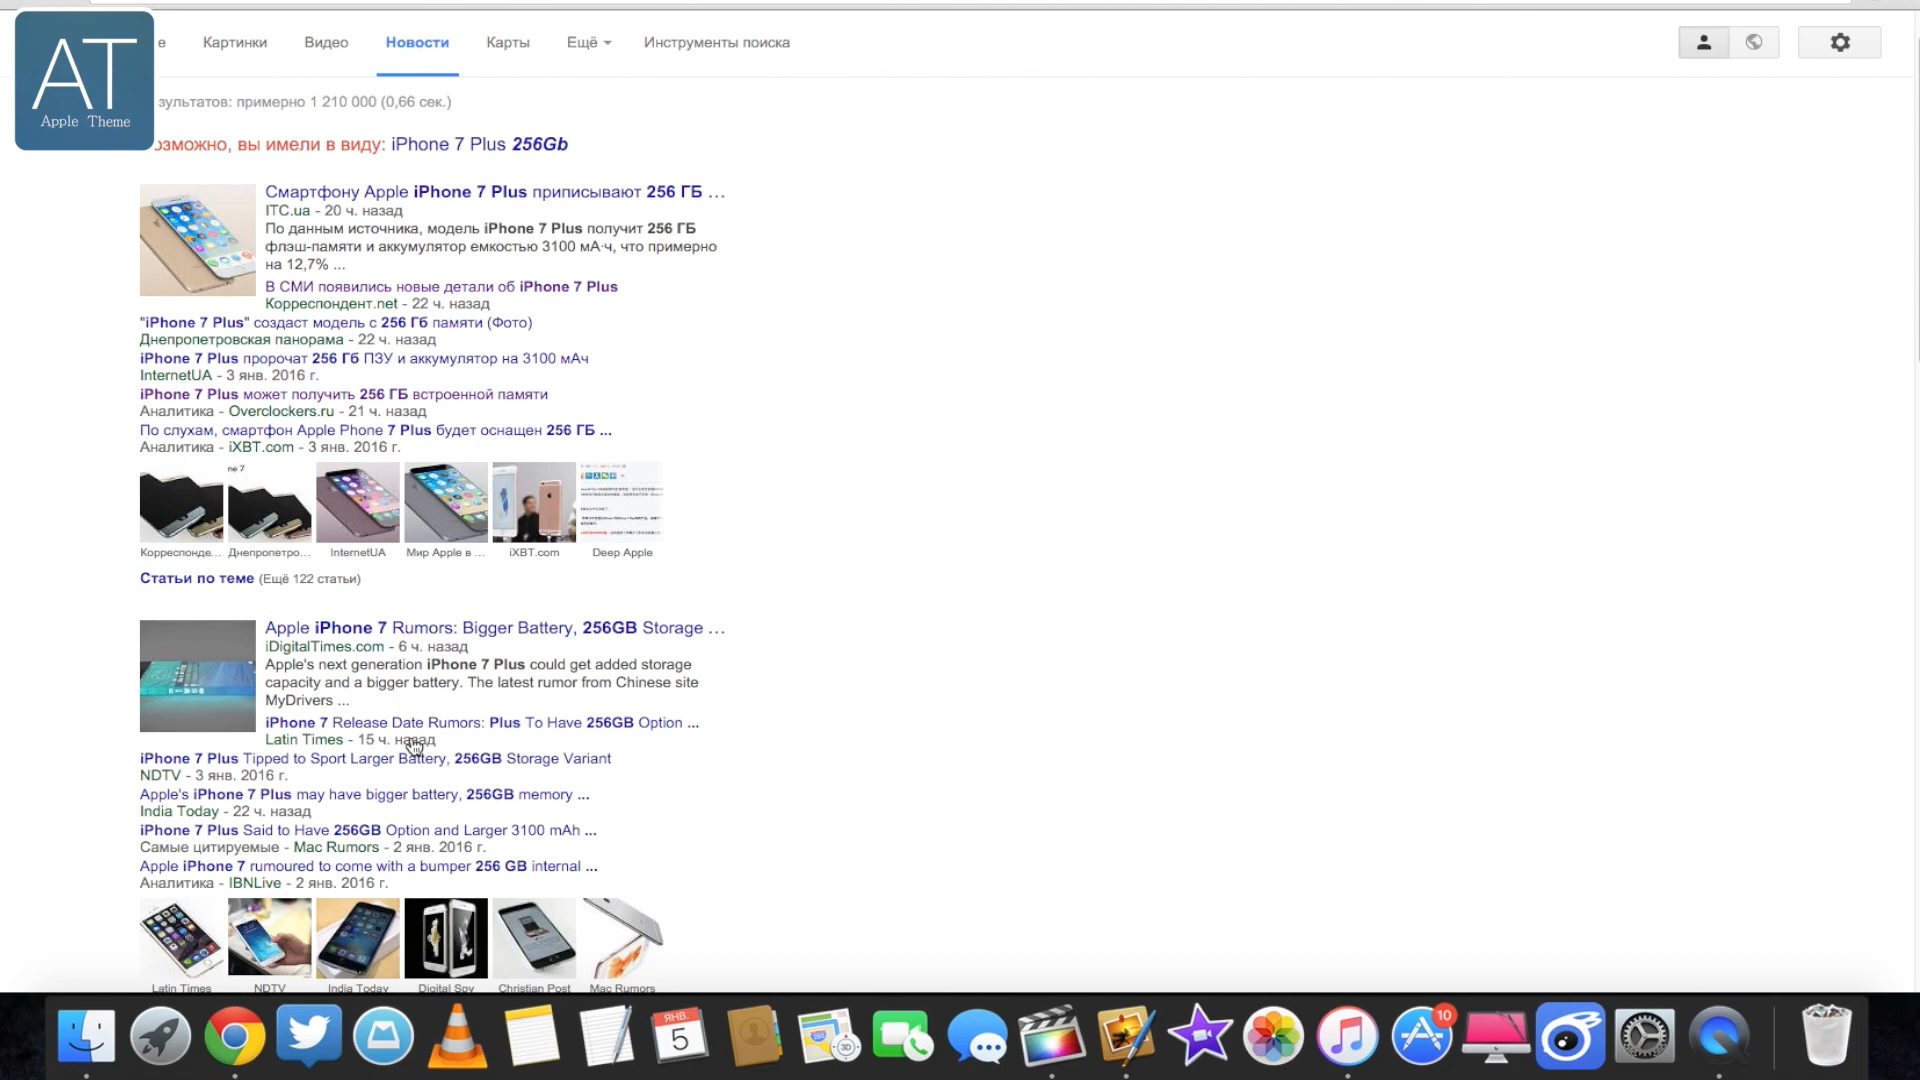 AT
Apple Theme
е Картинки Видео Новости Карты Ещё Инструменты поиска
зультатов: примерно 1 210 000 (0,66 сек.)
озможно, вы имели в виду: iPhone 7 Plus 256Gb
Смартфону Apple iPhone 7 Plus приписывают 256 ГБ ...
ITC.ua - 20 ч. назад
По данным источника, модель iPhone 7 Plus получит 256 ГБ
флэш-памяти и аккумулятор емкостью 3100 мА·ч, что примерно
на 12,7% ...
В СМИ появились новые детали об iPhone 7 Plus
Корреспондент.net - 22 ч. назад
"iPhone 7 Plus" создаст модель с 256 Гб памяти (Фото)
Днепропетровская панорама - 22 ч. назад
iPhone 7 Plus пророчат 256 Гб ПЗУ и аккумулятор на 3100 мАч
InternetUA - 3 янв. 2016 г.
iPhone 7 Plus может получить 256 ГБ встроенной памяти
Аналитика - Overclockers.ru - 21 ч. назад
По слухам, смартфон Apple Phone 7 Plus будет оснащен 256 ГБ ...
Аналитика - iXBT.com - 3 янв. 2016 г.
ne 7
Корреспонде... Днепропетро... InternetUA Мир Apple в ... iXBT.com Deep Apple
Статьи по теме (Ещё 122 статьи)
Apple iPhone 7 Rumors: Bigger Battery, 256GB Storage ...
iDigitalTimes.com - 6 ч. назад
Apple's next generation iPhone 7 Plus could get added storage
capacity and a bigger battery. The latest rumor from Chinese site
MyDrivers ...
iPhone 7 Release Date Rumors: Plus To Have 256GB Option ...
Latin Times - 15 ч. назад
iPhone 7 Plus Tipped to Sport Larger Battery, 256GB Storage Variant
NDTV - 3 янв. 2016 г.
Apple's iPhone 7 Plus may have bigger battery, 256GB memory ...
India Today - 22 ч. назад
iPhone 7 Plus Said to Have 256GB Option and Larger 3100 mAh ...
Самые цитируемые - Mac Rumors - 2 янв. 2016 г.
Apple iPhone 7 rumoured to come with a bumper 256 GB internal ...
Аналитика - IBNLive - 2 янв. 2016 г.
Latin Times NDTV India Today Digital Spy Christian Post Mac Rumors
ЯНВ.
5
3D
10